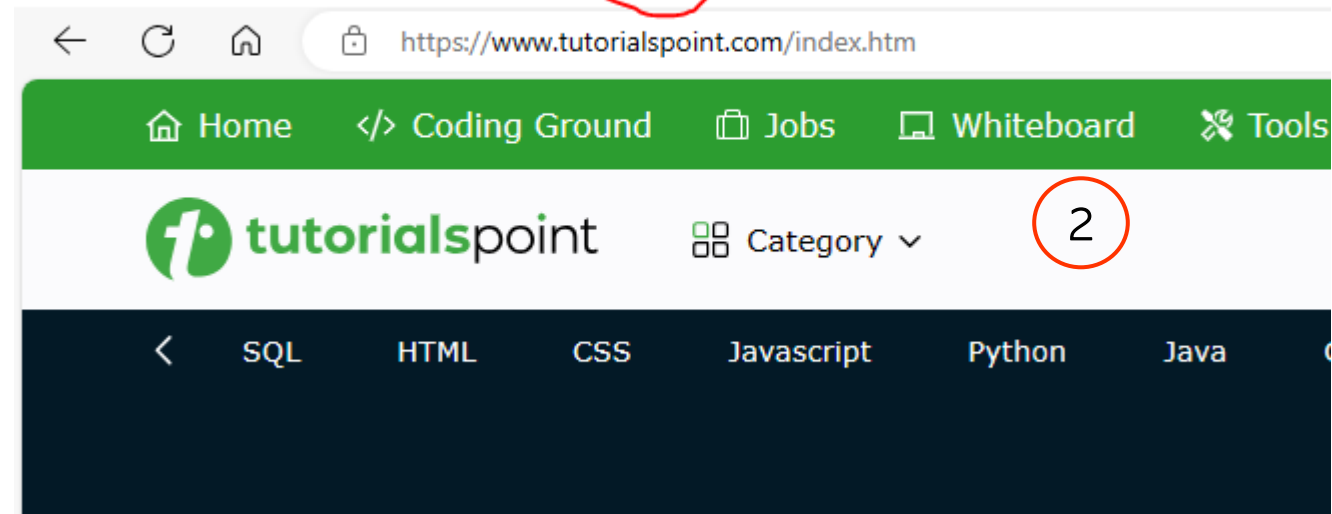 https://www.tutorialspoint.com/index.htm
Home </> Coding Ground Jobs Whiteboard Tools
tutorialspoint Category 2
SQL HTML CSS Javascript Python Java